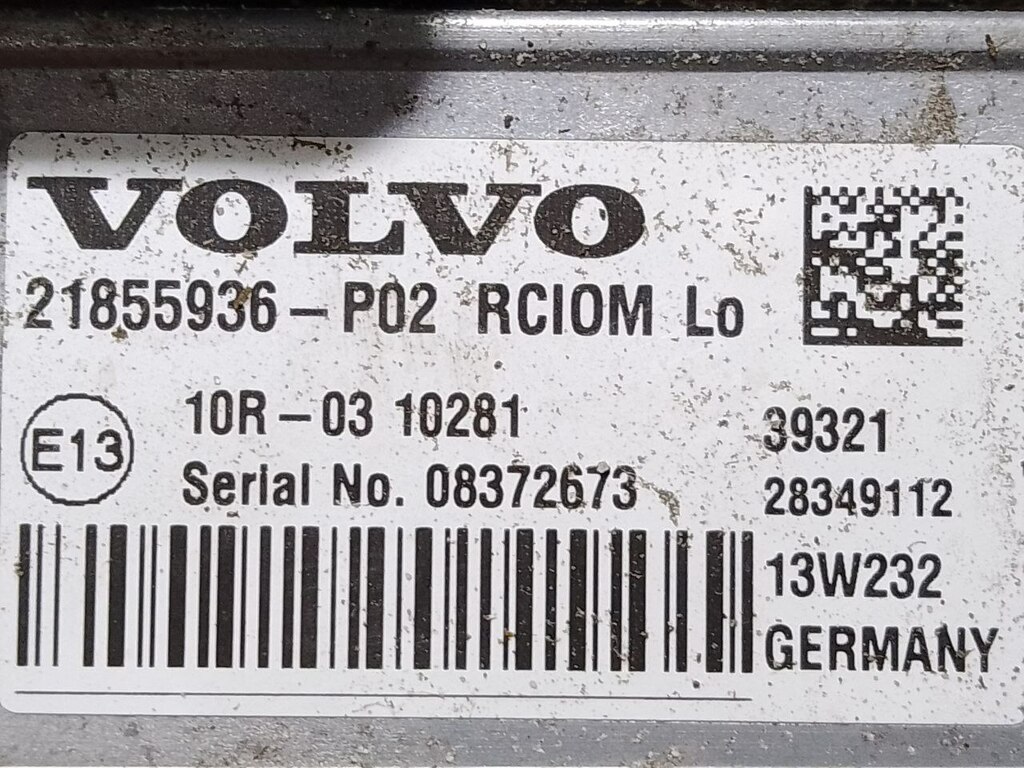 VOLVO
21855936-P02 RCIOM Lo
E13
10R-03 10281
Serial No. 08372673
39321
28349112
13W232
GERMANY